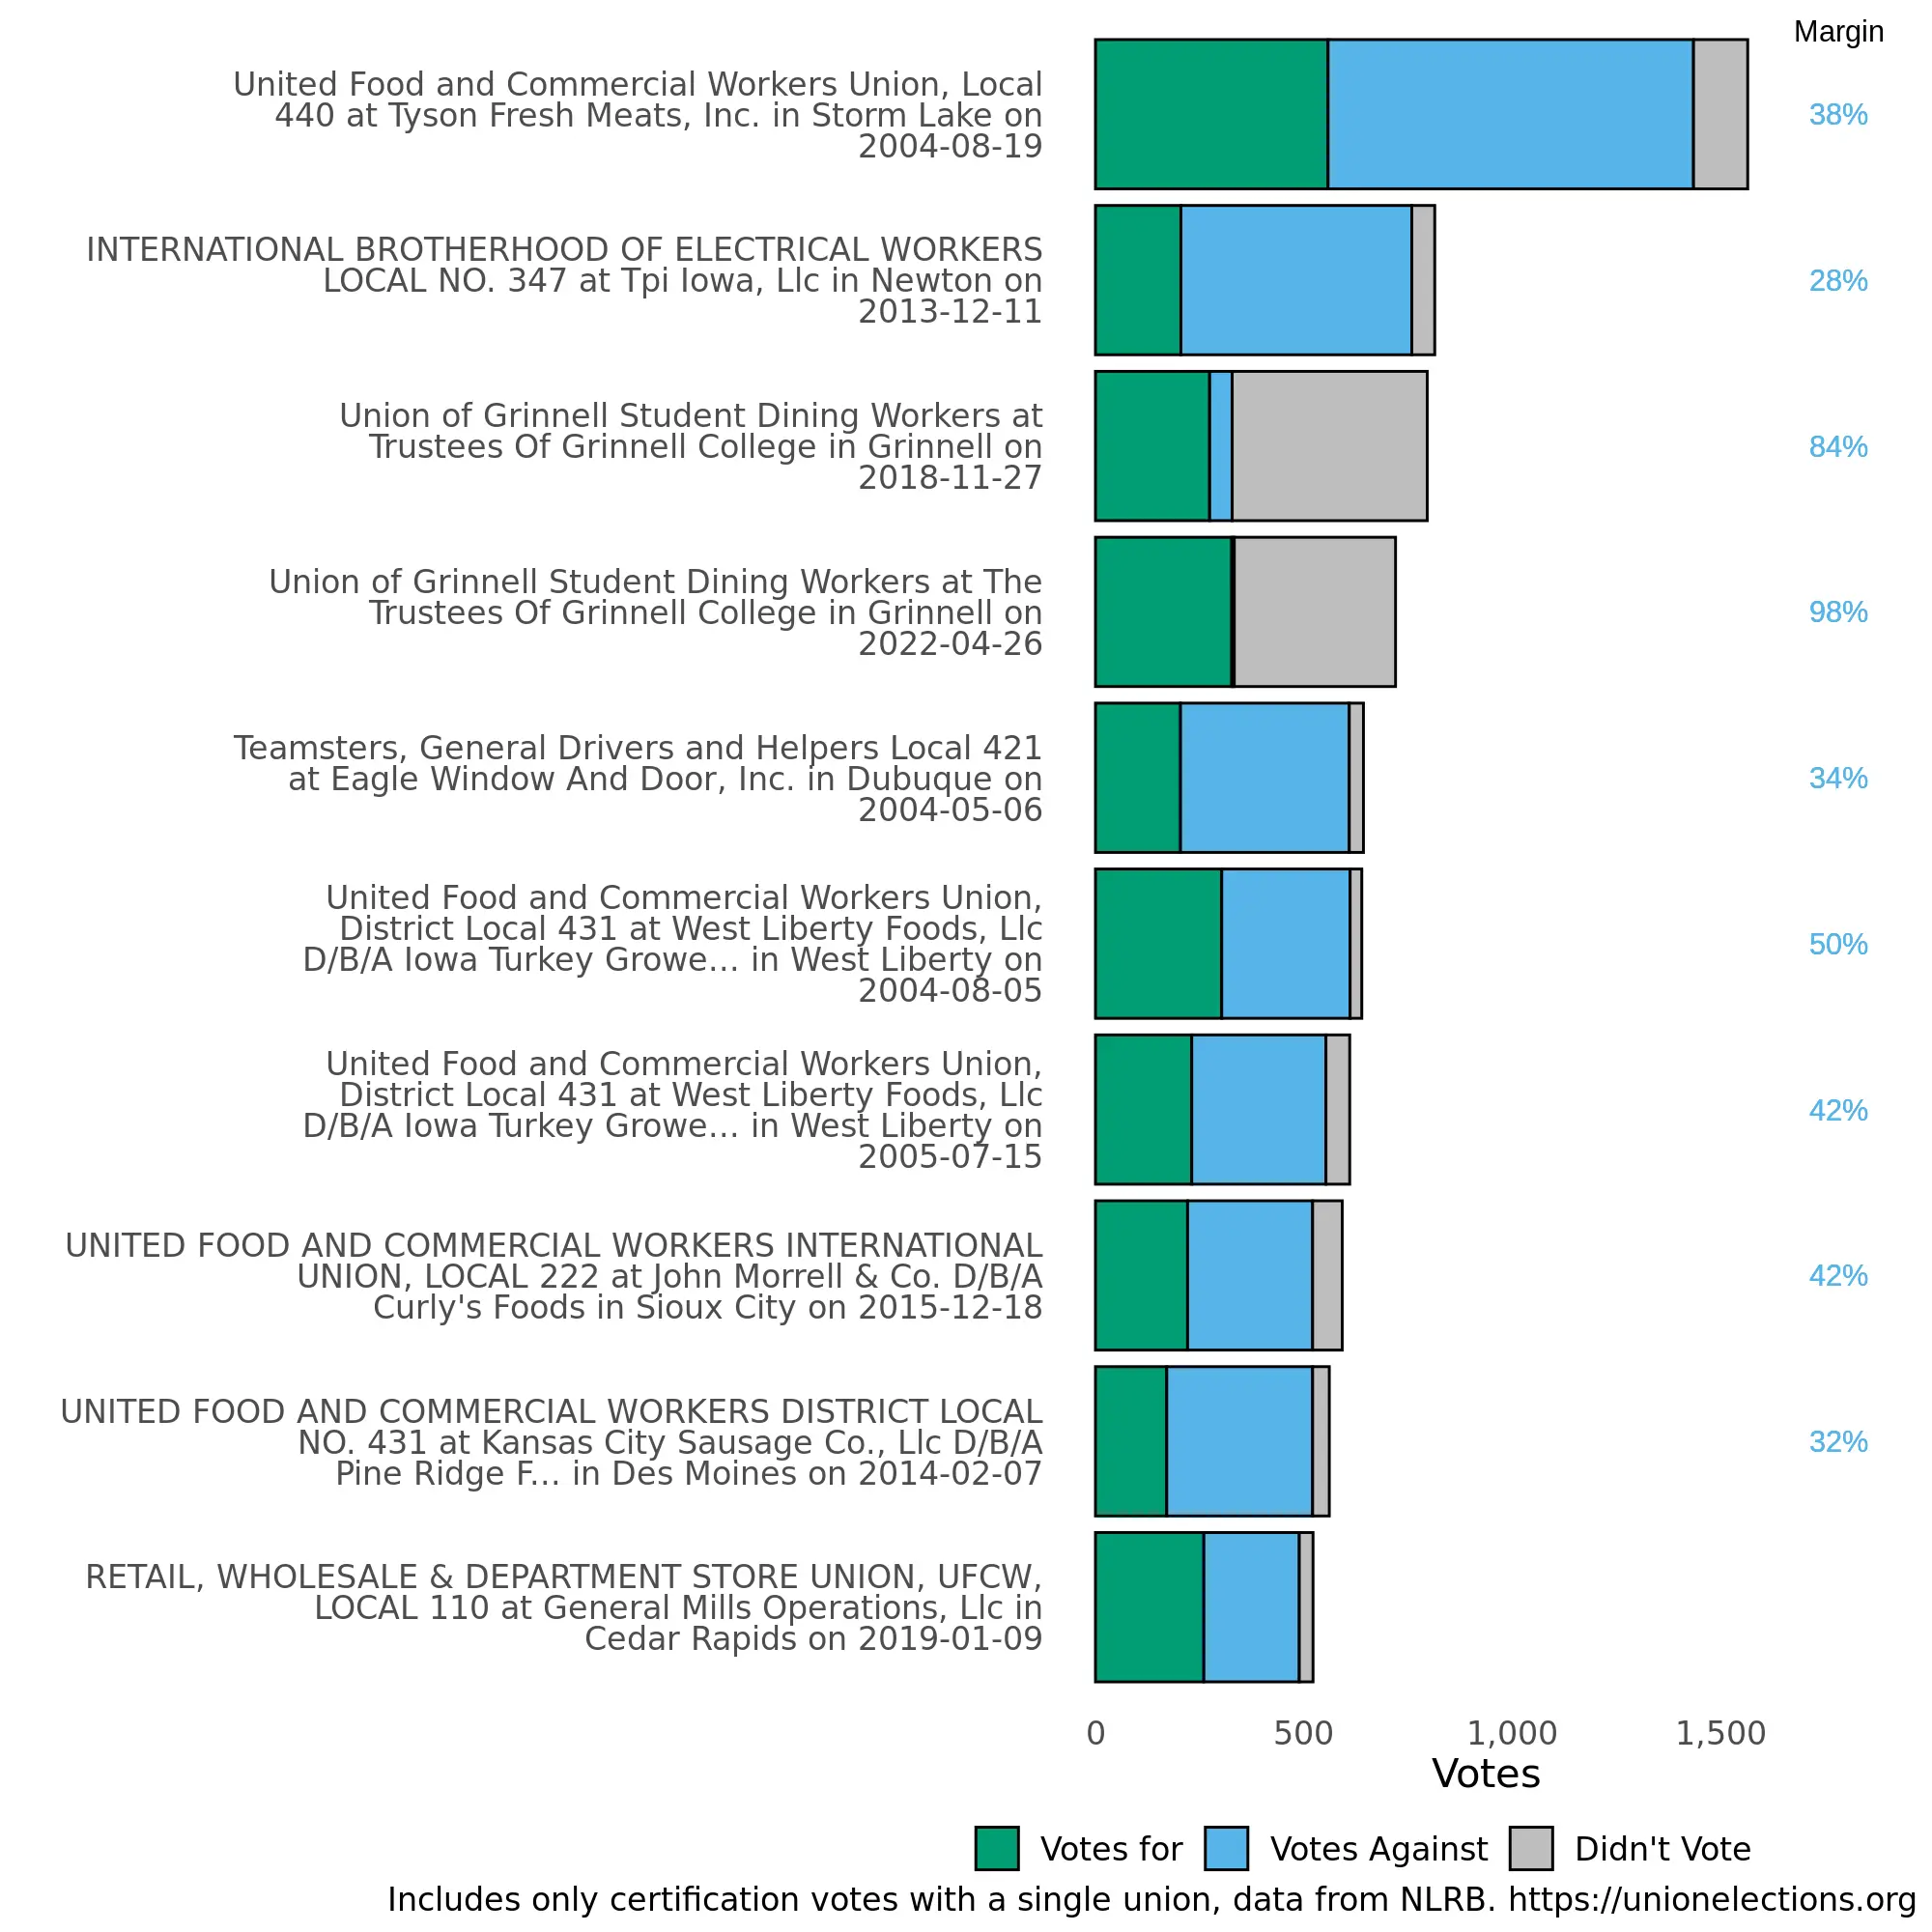 Margin
United Food and Commercial Workers Union, Local
440 at Tyson Fresh Meats, Inc. in Storm Lake on
2004-08-19
38%
INTERNATIONAL BROTHERHOOD OF ELECTRICAL WORKERS
LOCAL NO. 347 at Tpi Iowa, Llc in Newton on
2013-12-11
28%
Union of Grinnell Student Dining Workers at
Trustees Of Grinnell College in Grinnell on
2018-11-27
84%
Union of Grinnell Student Dining Workers at The
Trustees Of Grinnell College in Grinnell on
2022-04-26
98%
Teamsters, General Drivers and Helpers Local 421
at Eagle Window And Door, Inc. in Dubuque on
2004-05-06
34%
United Food and Commercial Workers Union,
District Local 431 at West Liberty Foods, Llc
D/B/A Iowa Turkey Growe... in West Liberty on
2004-08-05
50%
United Food and Commercial Workers Union,
District Local 431 at West Liberty Foods, Llc
D/B/A Iowa Turkey Growe... in West Liberty on
2005-07-15
42%
UNITED FOOD AND COMMERCIAL WORKERS INTERNATIONAL
UNION, LOCAL 222 at John Morrell & Co. D/B/A
Curly's Foods in Sioux City on 2015-12-18
42%
UNITED FOOD AND COMMERCIAL WORKERS DISTRICT LOCAL
NO. 431 at Kansas City Sausage Co., Llc D/B/A
Pine Ridge F... in Des Moines on 2014-02-07
32%
RETAIL, WHOLESALE & DEPARTMENT STORE UNION, UFCW,
LOCAL 110 at General Mills Operations, Llc in
Cedar Rapids on 2019-01-09
0 500 1,000 1,500
Votes
Votes for Votes Against Didn't Vote
Includes only certification votes with a single union, data from NLRB. https://unionelections.org